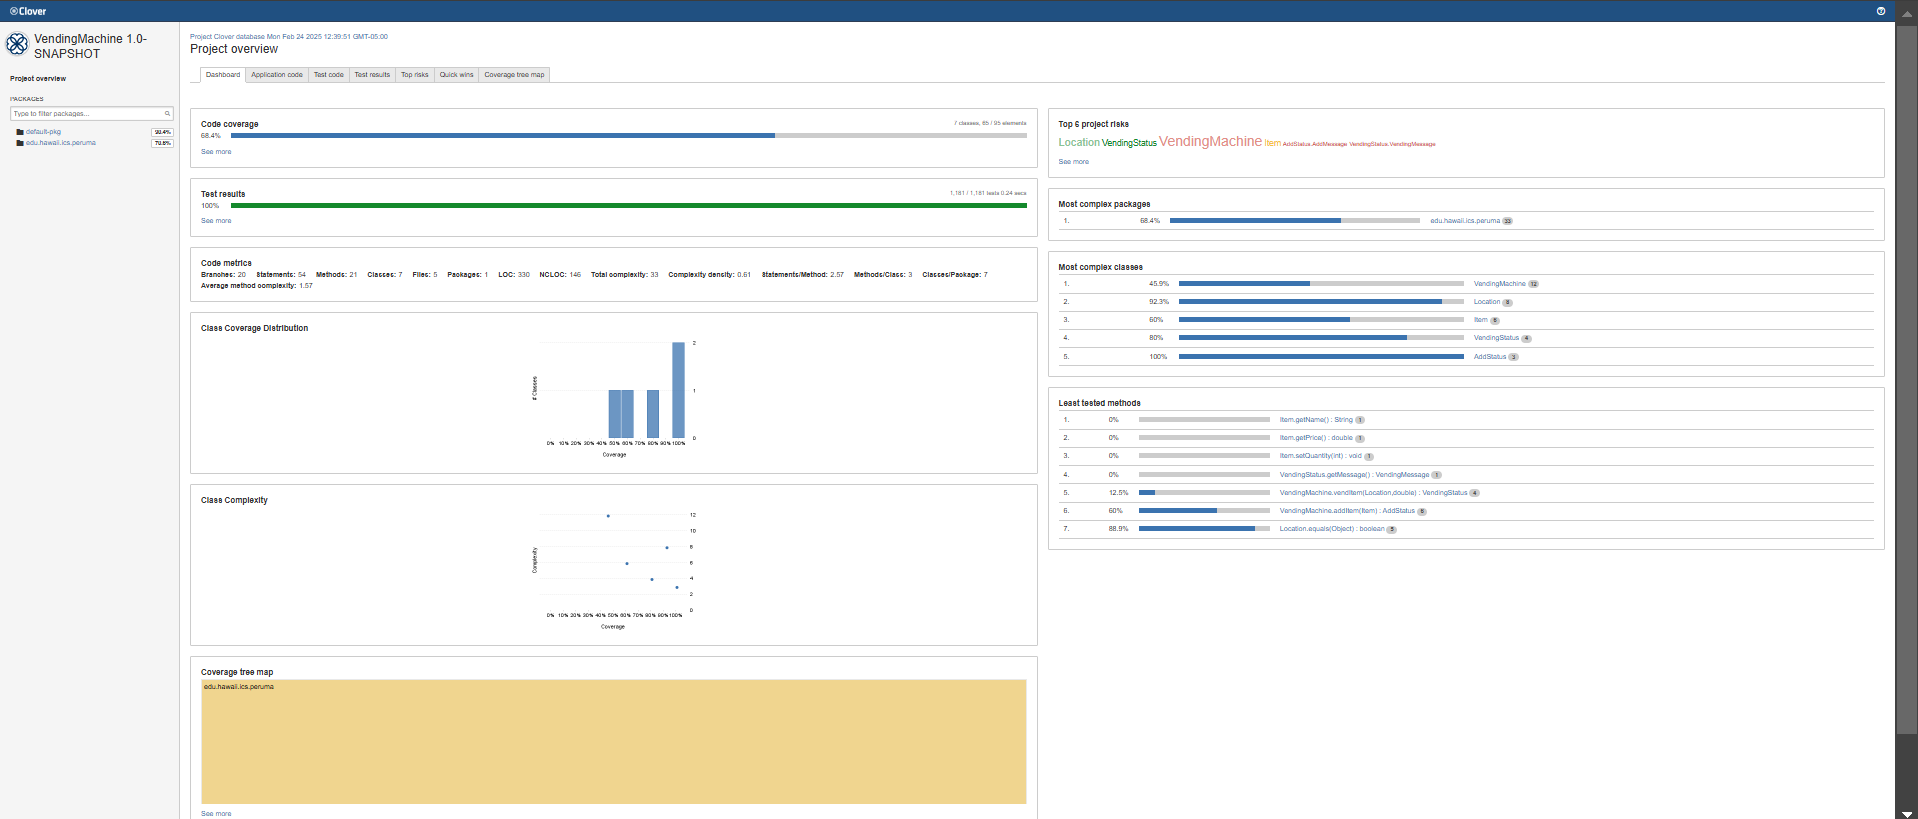 Clover
VendingMachine 1.0-
SNAPSHOT
Project overview
PACKAGES
Type to filter packages...
default-pkg 90.4%
edu.hawaii.ics.peruma 70.8%
Project Clover database Mon Feb 24 2025 12:39:51 GMT-05:00
Project overview
Dashboard Application code Test code Test results Top risks Quick wins Coverage tree map
Code coverage 7 classes, 65 / 95 elements
68.4%
See more
Test results 1,181 / 1,181 tests 0.24 secs
100%
See more
Code metrics
Branches: 20 Statements: 54 Methods: 21 Classes: 7 Files: 5 Packages: 1 LOC: 330 NCLOC: 146 Total complexity: 33 Complexity density: 0.61 Statements/Method: 2.57 Methods/Class: 3 Classes/Package: 7
Average method complexity: 1.57
Class Coverage Distribution
2
# Classes
1
0
0% 10% 20% 30% 40% 50% 60% 70% 80% 90% 100%
Coverage
Class Complexity
12
10
8
Complexity
6
4
2
0
0% 10% 20% 30% 40% 50% 60% 70% 80% 90% 100%
Coverage
Coverage tree map
edu.hawaii.ics.peruma
See more
Top 6 project risks
Location VendingStatus VendingMachine Item AddStatus.AddMessage VendingStatus.VendingMessage
See more
Most complex packages
1. 68.4% edu.hawaii.ics.peruma 33
Most complex classes
1. 45.9% VendingMachine 12
2. 92.3% Location 8
3. 60% Item 6
4. 80% VendingStatus 4
5. 100% AddStatus 3
Least tested methods
1. 0% Item.getName() : String 1
2. 0% Item.getPrice() : double 1
3. 0% Item.setQuantity(int) : void 1
4. 0% VendingStatus.getMessage() : VendingMessage 1
5. 12.5% VendingMachine.vendItem(Location,double) : VendingStatus 4
6. 60% VendingMachine.addItem(Item) : AddStatus 6
7. 88.9% Location.equals(Object) : boolean 5